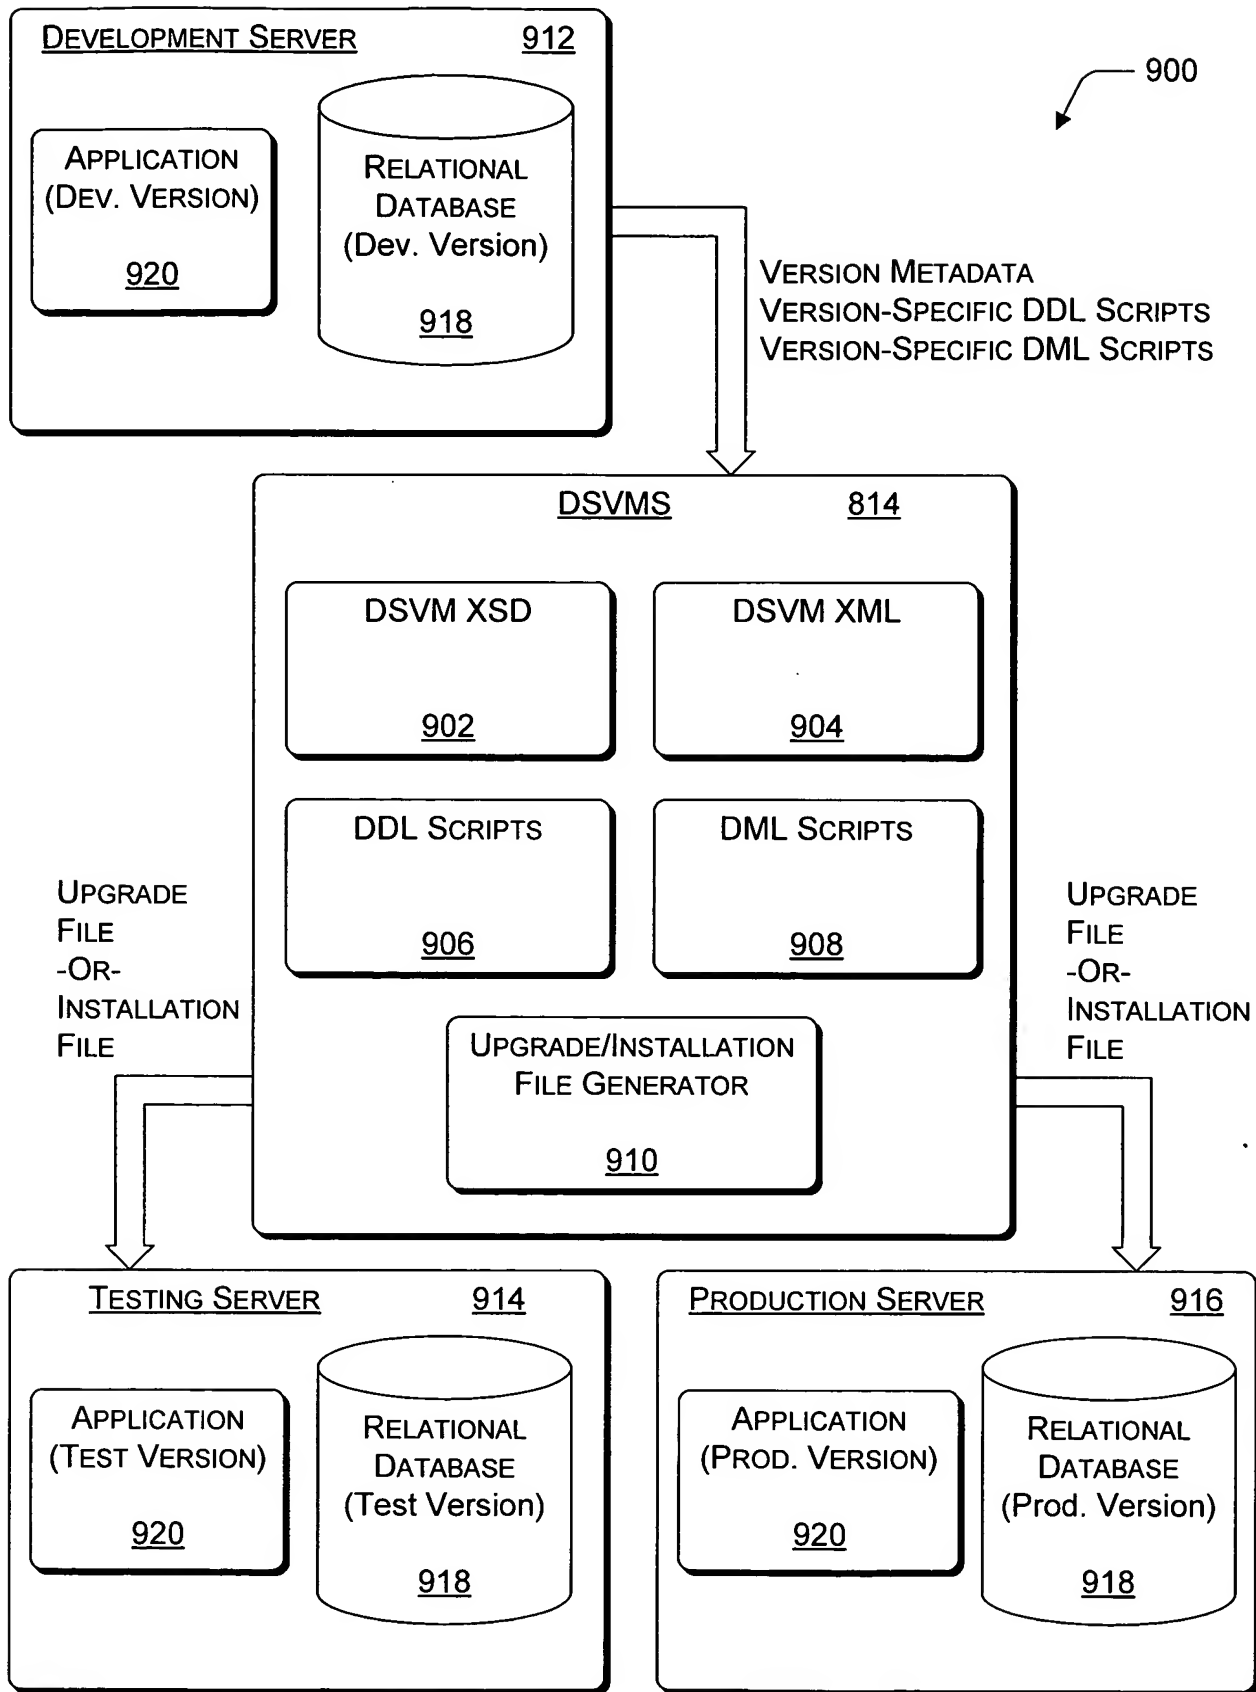 DEVELOPMENT SERVER 912
900
APPLICATION
(DEV. VERSION)
920
RELATIONAL
DATABASE
(Dev. Version)
918
VERSION METADATA
VERSION-SPECIFIC DDL SCRIPTS
VERSION-SPECIFIC DML SCRIPTS
DSVMS 814
DSVM XSD
902
DSVM XML
904
DDL SCRIPTS
906
DML SCRIPTS
908
UPGRADE
FILE
-OR-
INSTALLATION
FILE
UPGRADE
FILE
-OR-
INSTALLATION
FILE
UPGRADE/INSTALLATION
FILE GENERATOR
910
TESTING SERVER 914
APPLICATION
(TEST VERSION)
920
RELATIONAL
DATABASE
(Test Version)
918
PRODUCTION SERVER 916
APPLICATION
(PROD. VERSION)
920
RELATIONAL
DATABASE
(Prod. Version)
918